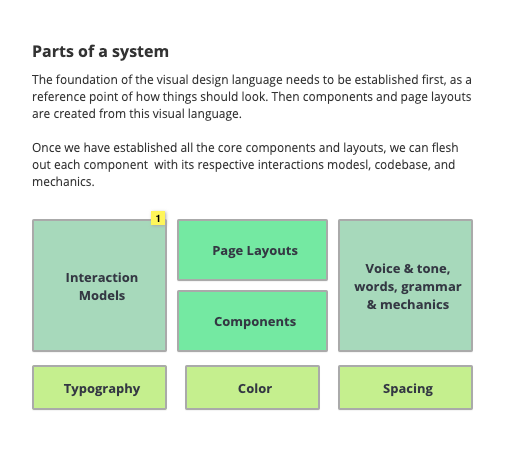 Parts of a system
The foundation of the visual design language needs to be established first, as a
reference point of how things should look. Then components and page layouts
are created from this visual language.
Once we have established all the core components and layouts, we can flesh
out each component  with its respective interactions modesl, codebase, and
mechanics.
1
Interaction
Models
Page Layouts
Components
Voice & tone,
words, grammar
& mechanics
Typography
Color
Spacing